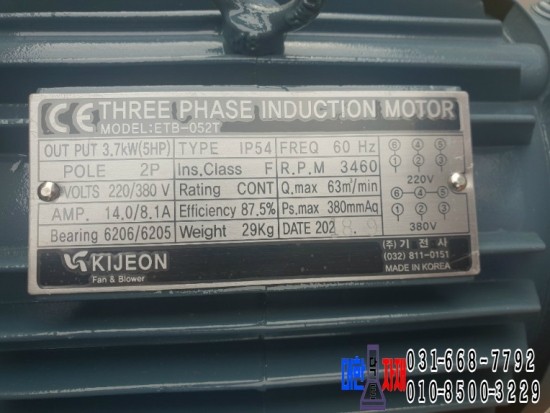 CE THREE PHASE INDUCTION MOTOR
MODEL:ETB-052T
OUT PUT 3.7kW(5HP) TYPE IP54 FREQ 60 Hz
POLE 2P Ins.Class F R.P.M 3460
VOLTS 220/380 V Rating CONT Q.max 63㎥/min
AMP. 14.0/8.1A Efficiency 87.5% Ps,max 380mmAq
Bearing 6206/6205 Weight 29Kg DATE 202
⑥ ④ ⑤
① ② ③
220V
⑥ ④ ⑤
① ② ③
380V
KIJEON
Fan & Blower
(주) 기 전 사
(032) 811-0151
MADE IN KOREA
031-668-7792
010-8500-3229